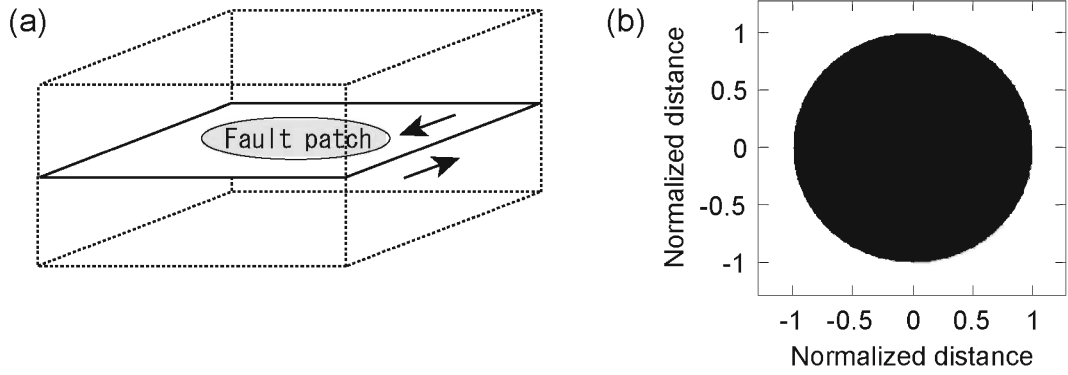 (a)
Fault patch
(b)
Normalized distance
1
0.5
0
-0.5
-1
-1 -0.5 0 0.5 1
Normalized distance